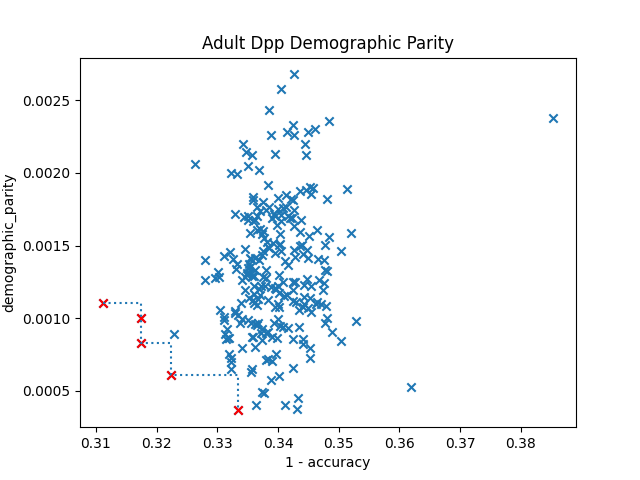 Adult Dpp Demographic Parity
demographic_parity
0.0025
0.0020
0.0015
0.0010
0.0005
0.31 0.32 0.33 0.34 0.35 0.36 0.37 0.38
1 - accuracy